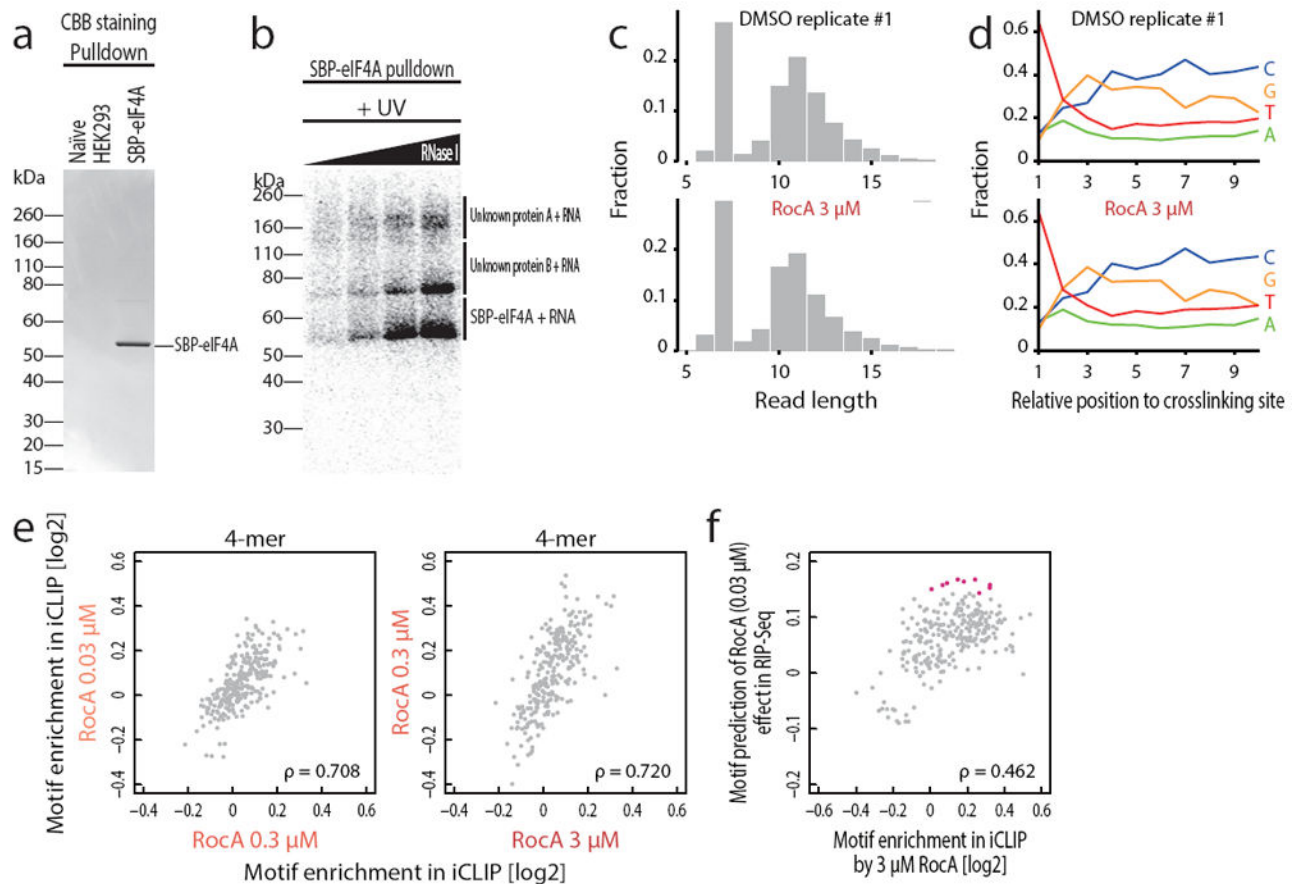 a
CBB staining
Pulldown
Naïve
HEK293
SBP-eIF4A
kDa
260
160
110
80
60
50
40
30
20
15
SBP-eIF4A
b
SBP-eIF4A pulldown
+ UV
RNase I
kDa
260
160
110
80
60
50
40
30
Unknown protein A + RNA
Unknown protein B + RNA
SBP-eIF4A + RNA
c
DMSO replicate #1
0.2
0.1
0
5 10 15
Fraction
RocA 3 μM
0.2
0.1
0
5 10 15
Read length
d
DMSO replicate #1
0.6
0.4
0.2
0
1 3 5 7 9
C
G
T
A
Fraction
RocA 3 μM
0.6
0.4
0.2
0
1 3 5 7 9
C
G
T
A
Relative position to crosslinking site
e
Motif enrichment in iCLIP [log2]
RocA 0.03 μM
4-mer
0.6
0.4
0.2
0
−0.2
−0.4
−0.4 −0.2 0 0.2 0.4 0.6
ρ = 0.708
RocA 0.3 μM
RocA 0.3 μM
4-mer
0.6
0.4
0.2
0
−0.2
−0.4
−0.4 −0.2 0 0.2 0.4 0.6
ρ = 0.720
RocA 3 μM
Motif enrichment in iCLIP [log2]
f
Motif prediction of RocA (0.03 μM)
effect in RIP-Seq
0.2
0.1
0
−0.1
−0.2
−0.6 −0.4 −0.2 0 0.2 0.4 0.6
ρ = 0.462
Motif enrichment in iCLIP
by 3 μM RocA [log2]